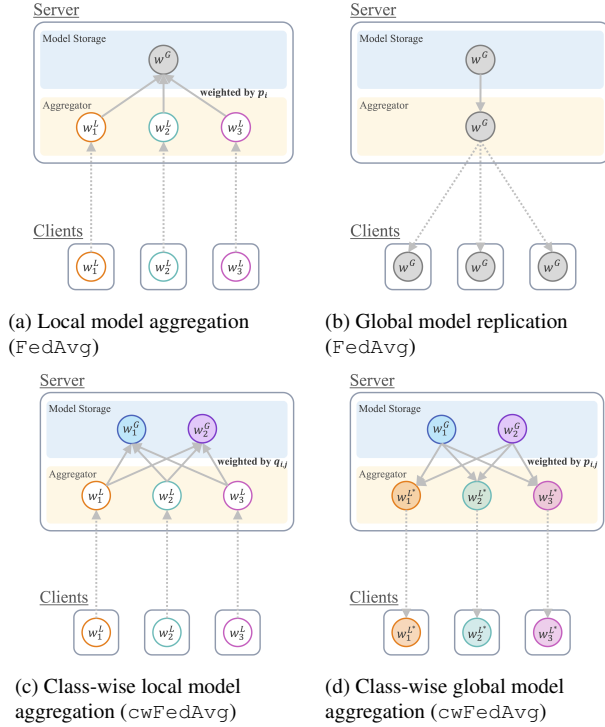 Server
Model Storage
w^G
weighted by p_i
Aggregator
w_1^L w_2^L w_3^L
Clients
w_1^L w_2^L w_3^L
(a) Local model aggregation
(FedAvg)
Server
Model Storage
w^G
Aggregator
w^G
Clients
w^G w^G w^G
(b) Global model replication
(FedAvg)
Server
Model Storage
w_1^G w_2^G
weighted by q_{i,j}
Aggregator
w_1^L w_2^L w_3^L
Clients
w_1^L w_2^L w_3^L
(c) Class-wise local model
aggregation (cwFedAvg)
Server
Model Storage
w_1^G w_2^G
weighted by p_{i,j}
Aggregator
w_1^{L*} w_2^{L*} w_3^{L*}
Clients
w_1^{L*} w_2^{L*} w_3^{L*}
(d) Class-wise global model
aggregation (cwFedAvg)